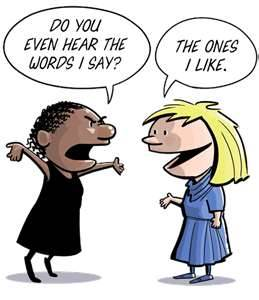 DO YOU
EVEN HEAR THE
WORDS I SAY?
THE ONES
I LIKE.